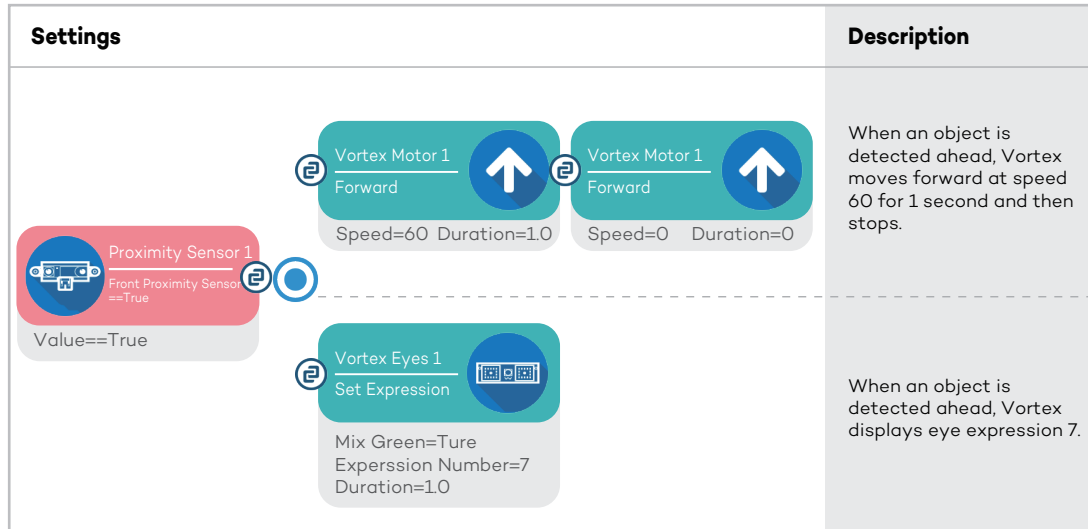 Settings
Description
Vortex Motor 1
Forward
Speed=60 Duration=1.0
Vortex Motor 1
Forward
Speed=0 Duration=0
When an object is
detected ahead, Vortex
moves forward at speed
60 for 1 second and then
stops.
Proximity Sensor 1
Front Proximity Sensor
==True
Value==True
Vortex Eyes 1
Set Expression
Mix Green=Ture
Experssion Number=7
Duration=1.0
When an object is
detected ahead, Vortex
displays eye expression 7.